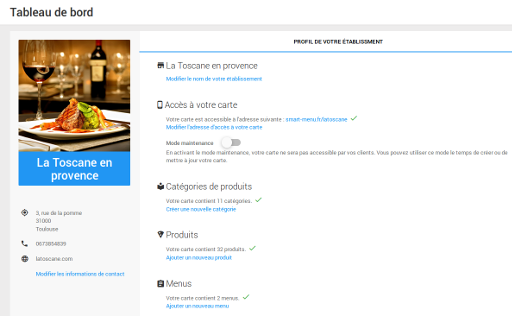 Tableau de bord
La Toscane en
provence
3, rue de la pomme
31000
Toulouse
0673854839
latoscane.com
Modifier les informations de contact
PROFIL DE VOTRE ÉTABLISSMENT
La Toscane en provence
Modifier le nom de votre établissement
Accès à votre carte
Votre carte est accessible à l'adresse suivante : smart-menu.fr/latoscane
Modifier l'adresse d'accès à votre carte
Mode maintenance
En activant le mode maintenance, votre carte ne sera pas accessible par vos clients. Vous pouvez utiliser ce mode le temps de créer ou de
mettre à jour votre carte.
Catégories de produits
Votre carte contient 11 catégories.
Créer une nouvelle catégorie
Produits
Votre carte contient 32 produits.
Ajouter un nouveau produit
Menus
Votre carte contient 2 menus.
Ajouter un nouveau menu